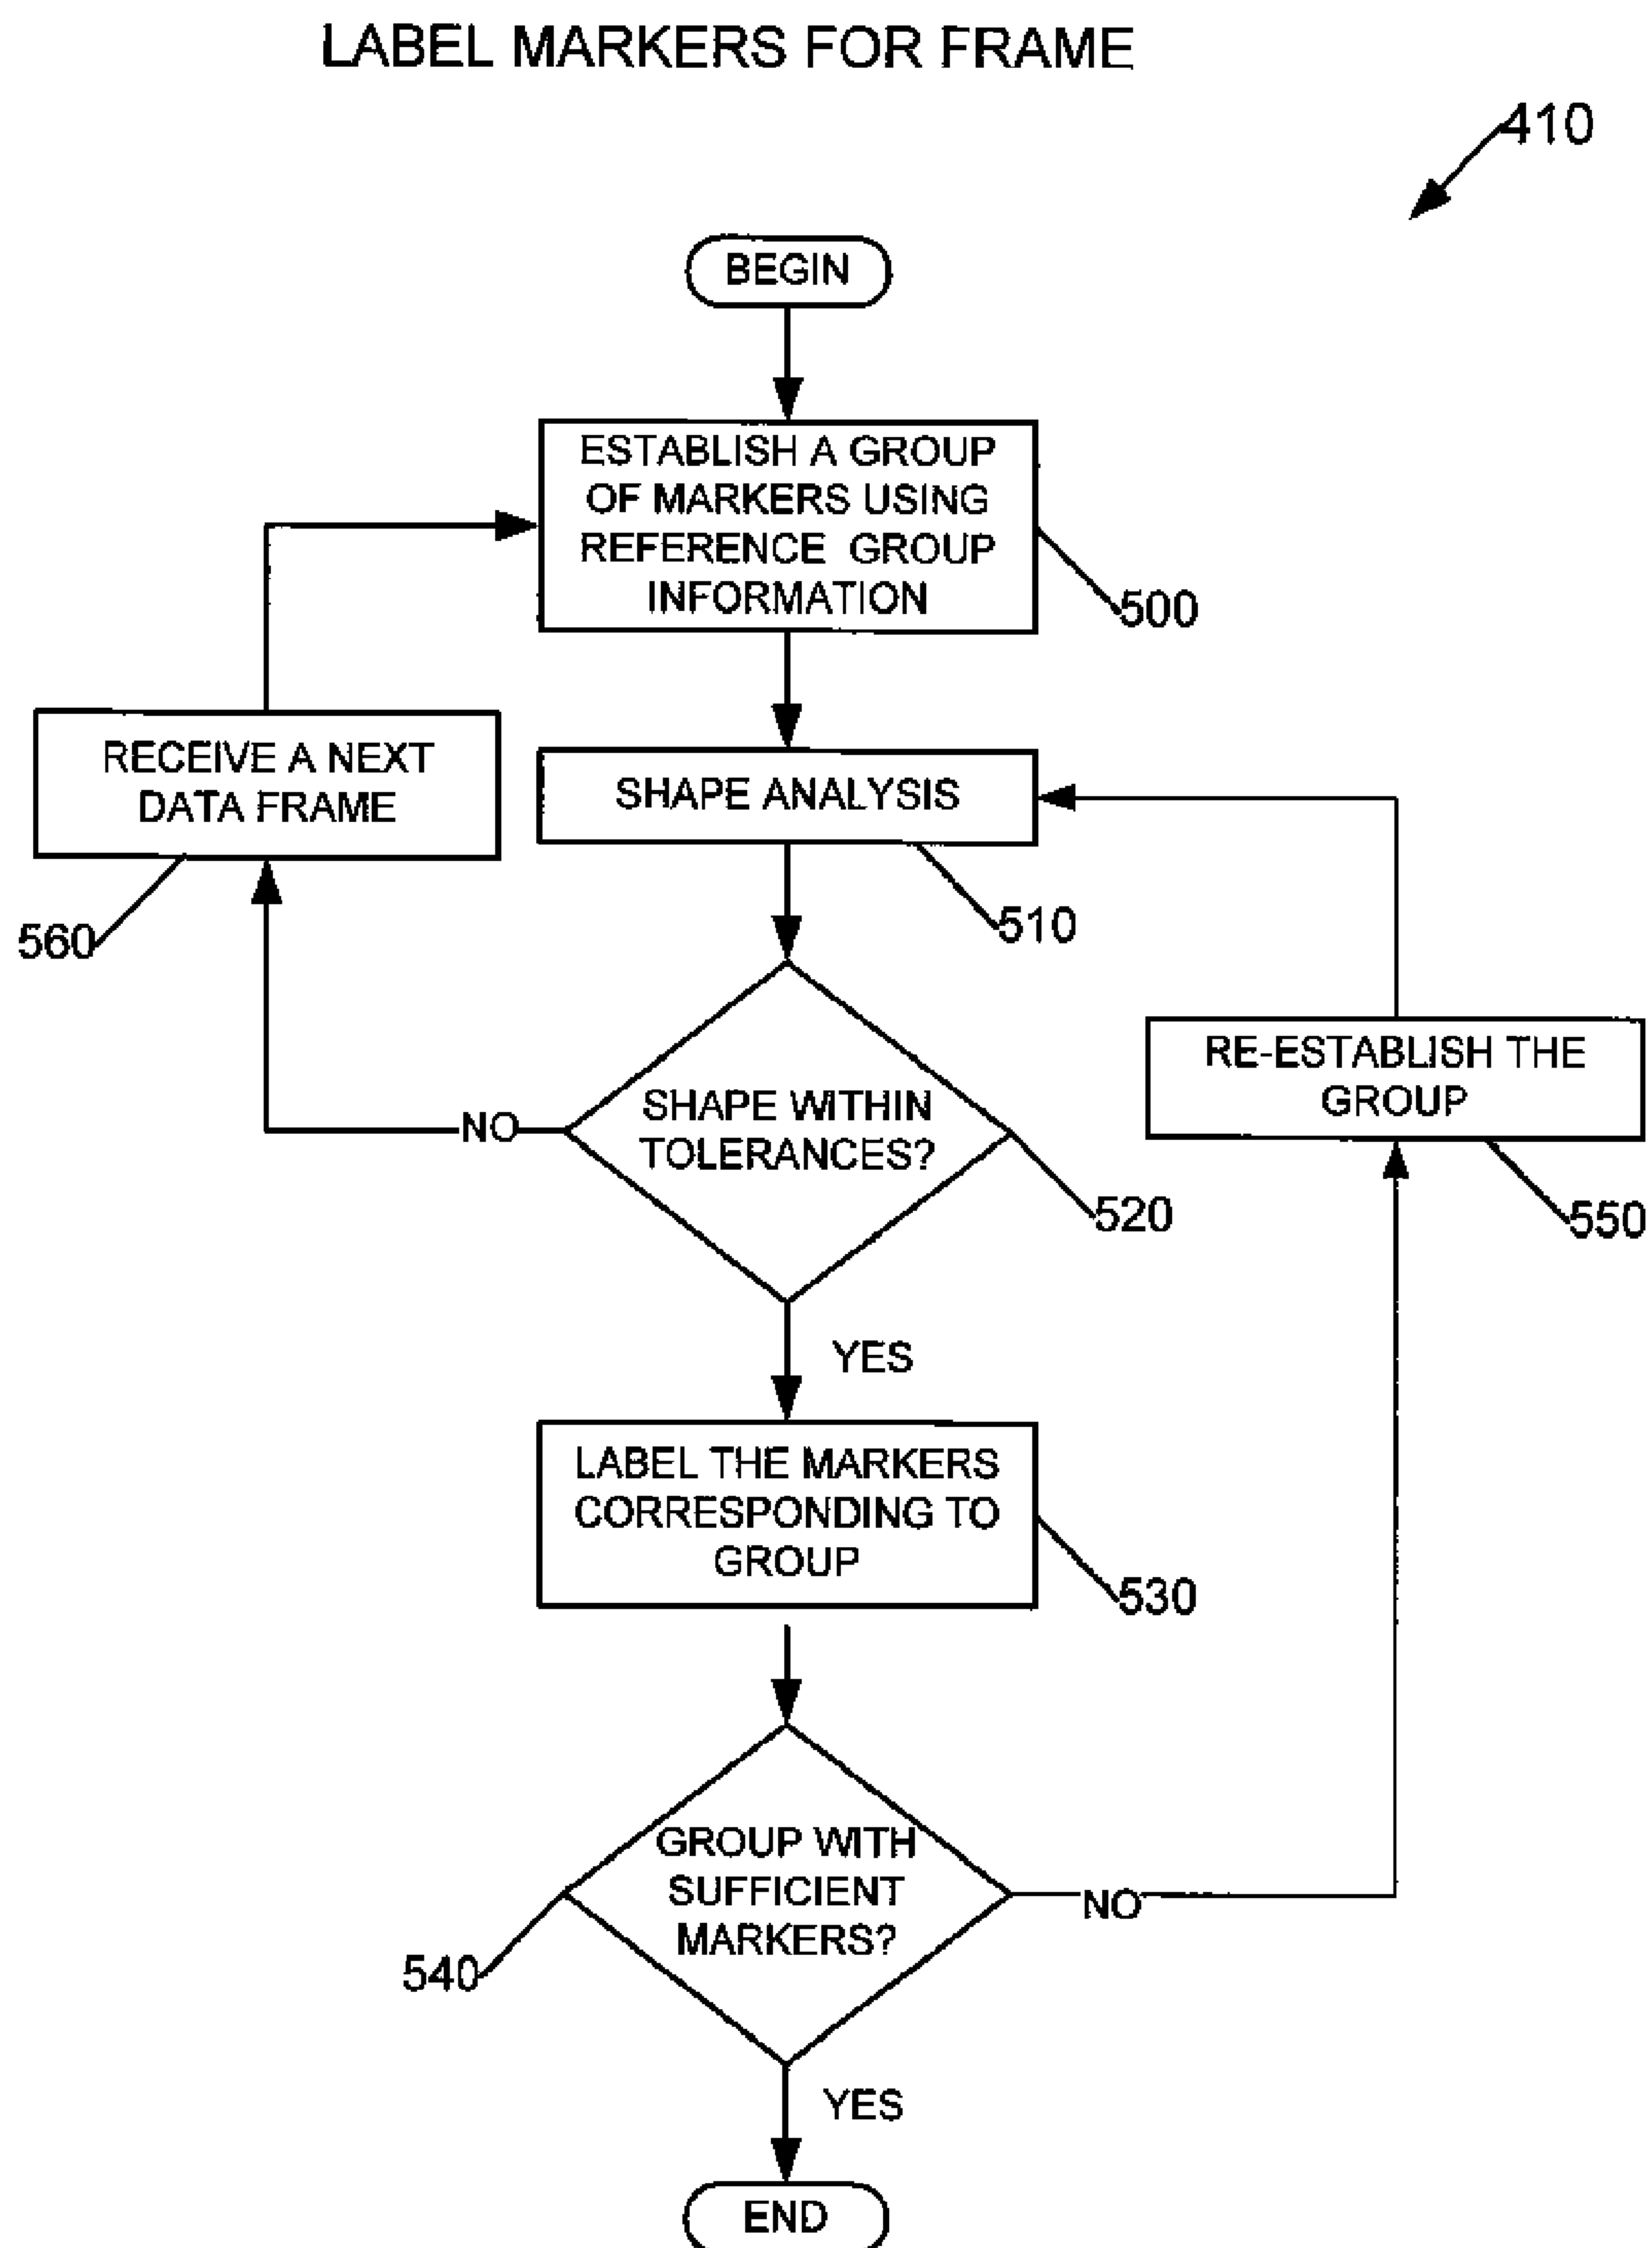 LABEL MARKERS FOR FRAME
410
BEGIN
ESTABLISH A GROUP
OF MARKERS USING
REFERENCE GROUP
INFORMATION
500
RECEIVE A NEXT
DATA FRAME
560
SHAPE ANALYSIS
510
SHAPE WITHIN
TOLERANCES?
520
NO
RE-ESTABLISH THE
GROUP
550
YES
LABEL THE MARKERS
CORRESPONDING TO
GROUP
530
GROUP WITH
SUFFICIENT
MARKERS?
540
NO
YES
END